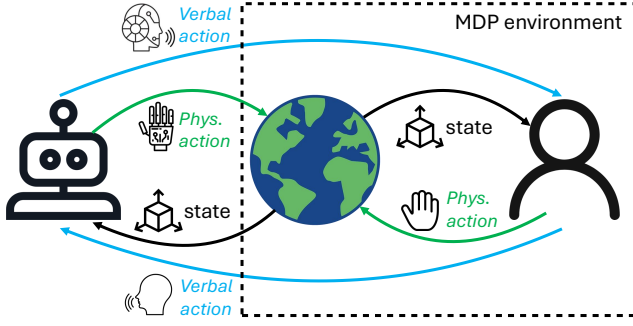 Verbal
action
MDP environment
Phys.
action
state
state
Phys.
action
Verbal
action